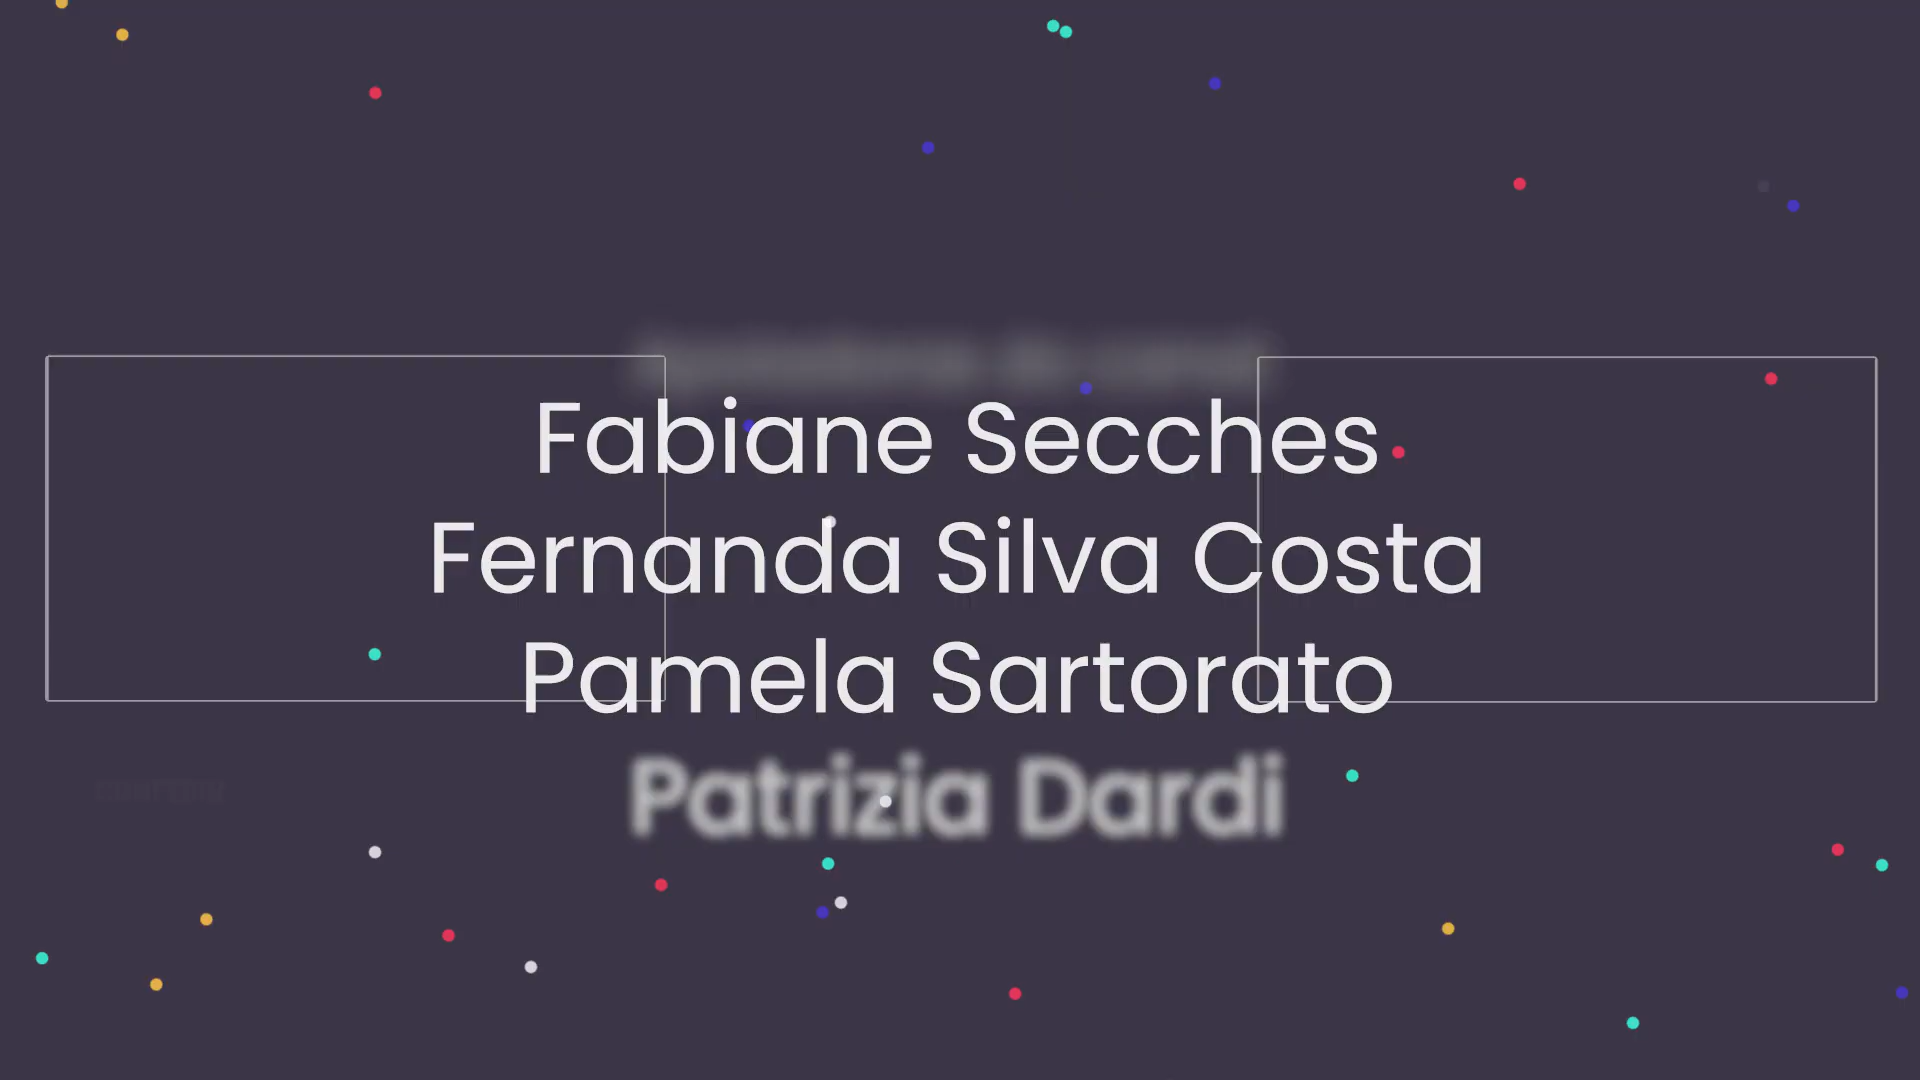 Fabiane Secches
Fernanda Silva Costa
Pamela Sartorato
Patrizia Dardi